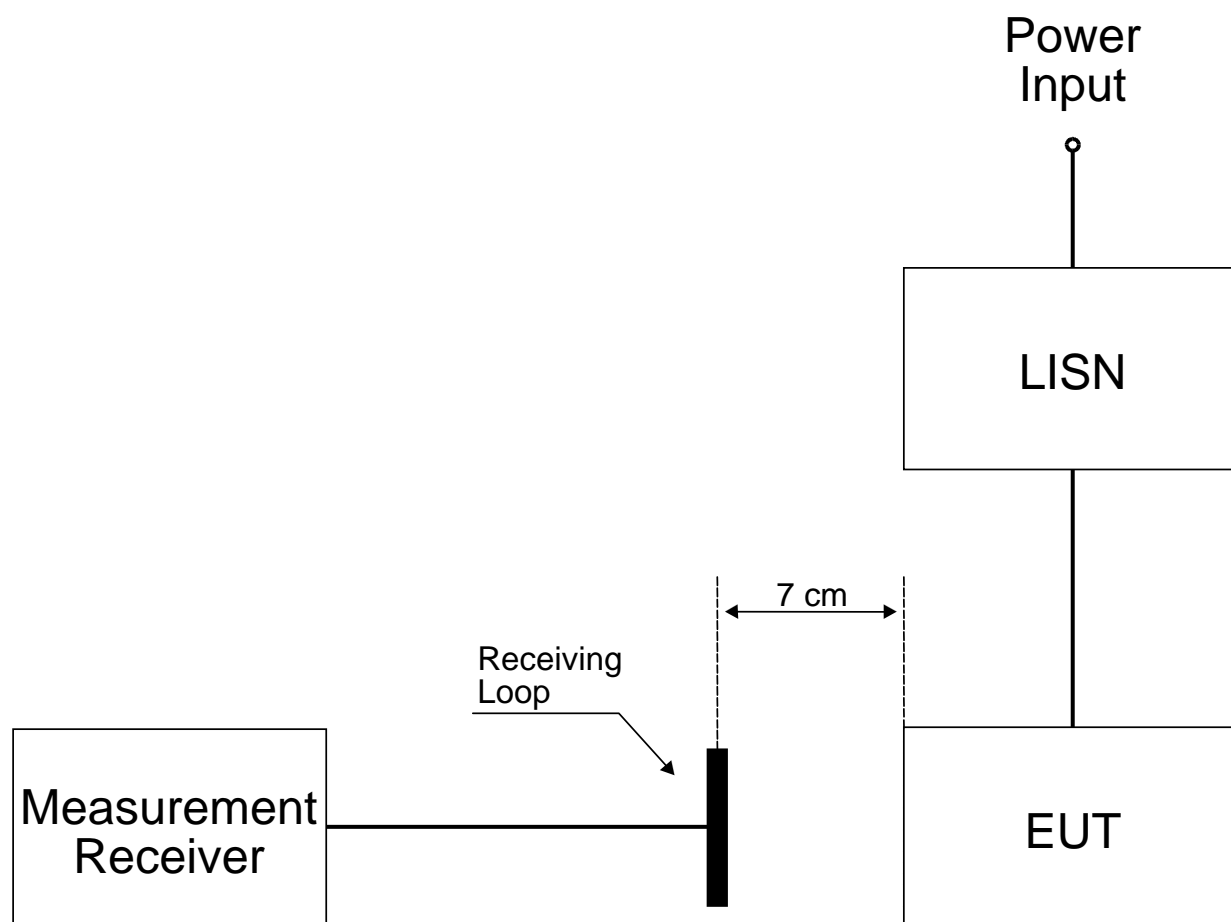 Power
Input
LISN
7 cm
Receiving
Loop
Measurement
Receiver
EUT